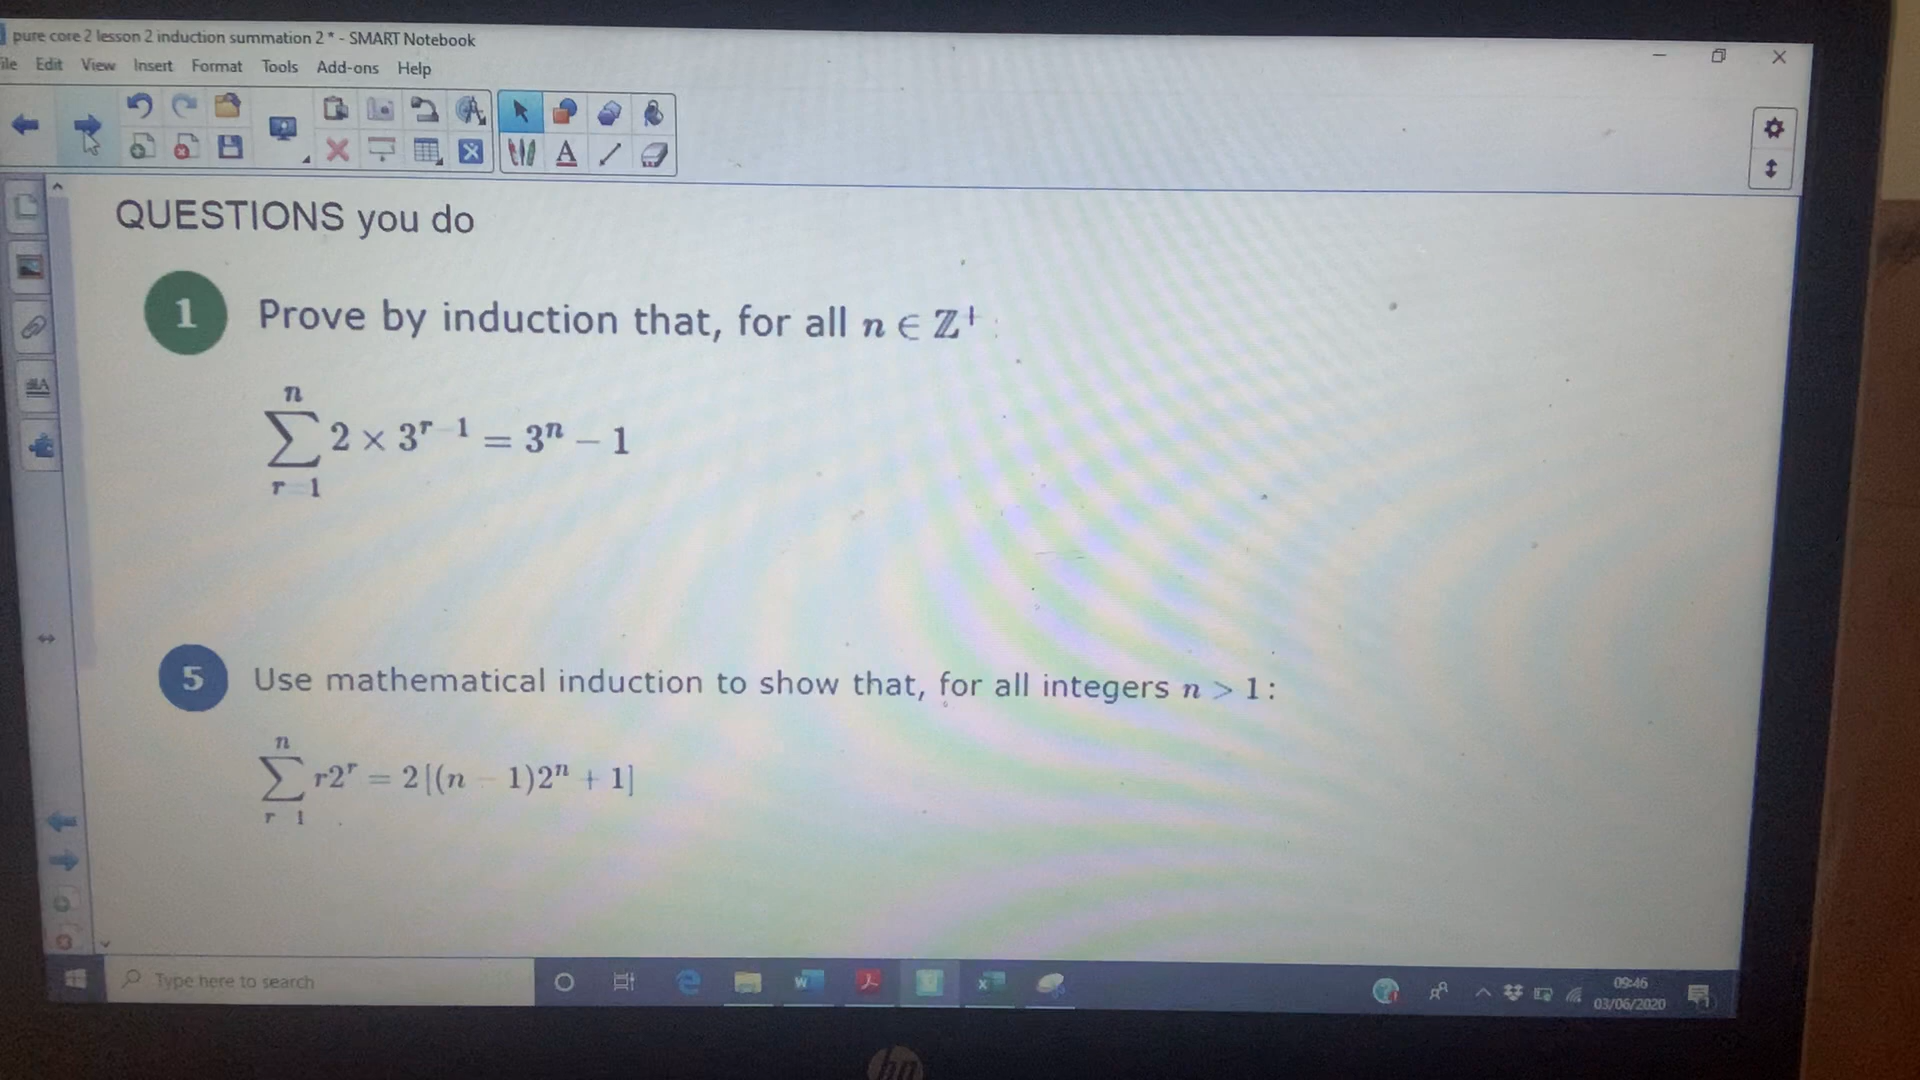 pure core 2 lesson 2 induction summation 2 * - SMART Notebook
ile Edit View Insert Format Tools Add-ons Help
QUESTIONS you do
1 Prove by induction that, for all n ∈ ℤ⁺ :
n
∑ 2 × 3ʳ⁻¹ = 3ⁿ − 1
r=1
5 Use mathematical induction to show that, for all integers n > 1:
n
∑ r2ʳ = 2[(n − 1)2ⁿ + 1]
r=1
Type here to search
09:46
03/06/2020
hp